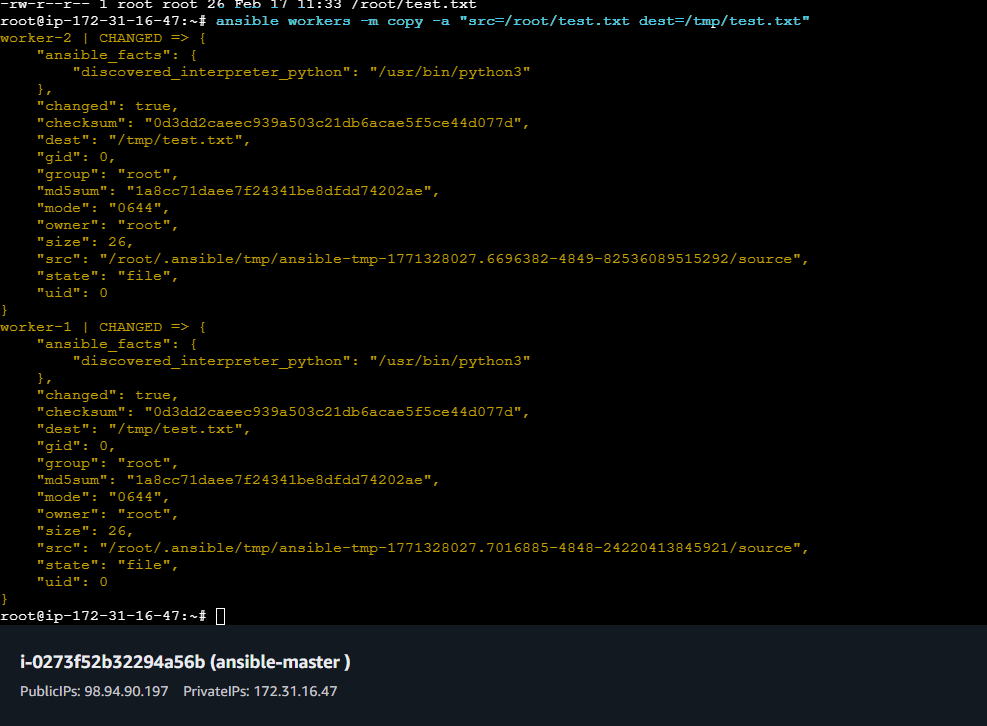 -rw-r--r-- 1 root root 26 Feb 17 11:33 /root/test.txt
root@ip-172-31-16-47:~# ansible workers -m copy -a "src=/root/test.txt dest=/tmp/test.txt"
worker-2 | CHANGED => {
    "ansible_facts": {
        "discovered_interpreter_python": "/usr/bin/python3"
    },
    "changed": true,
    "checksum": "0d3dd2caeec939a503c21db6acae5f5ce44d077d",
    "dest": "/tmp/test.txt",
    "gid": 0,
    "group": "root",
    "md5sum": "1a8cc71daee7f24341be8dfdd74202ae",
    "mode": "0644",
    "owner": "root",
    "size": 26,
    "src": "/root/.ansible/tmp/ansible-tmp-1771328027.6696382-4849-82536089515292/source",
    "state": "file",
    "uid": 0
}
worker-1 | CHANGED => {
    "ansible_facts": {
        "discovered_interpreter_python": "/usr/bin/python3"
    },
    "changed": true,
    "checksum": "0d3dd2caeec939a503c21db6acae5f5ce44d077d",
    "dest": "/tmp/test.txt",
    "gid": 0,
    "group": "root",
    "md5sum": "1a8cc71daee7f24341be8dfdd74202ae",
    "mode": "0644",
    "owner": "root",
    "size": 26,
    "src": "/root/.ansible/tmp/ansible-tmp-1771328027.7016885-4848-24220413845921/source",
    "state": "file",
    "uid": 0
}
root@ip-172-31-16-47:~#
i-0273f52b32294a56b (ansible-master )
PublicIPs: 98.94.90.197 PrivateIPs: 172.31.16.47